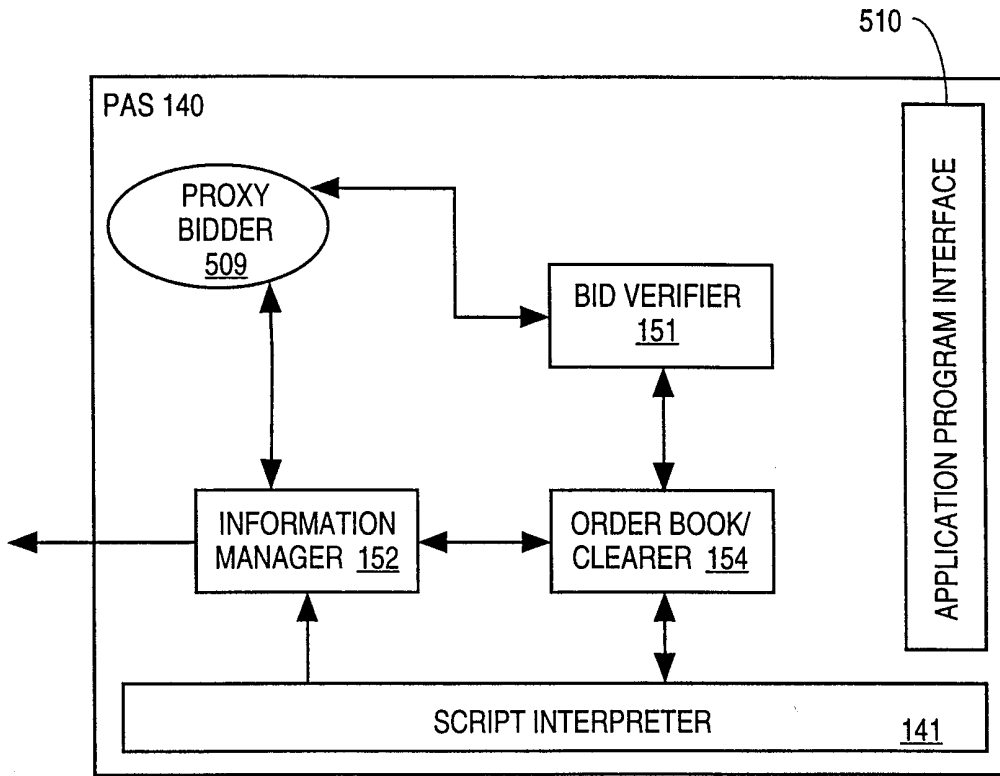 510
PAS 140
PROXY
BIDDER
509
BID VERIFIER
151
APPLICATION PROGRAM INTERFACE
INFORMATION
MANAGER 152
ORDER BOOK/
CLEARER 154
SCRIPT INTERPRETER
141